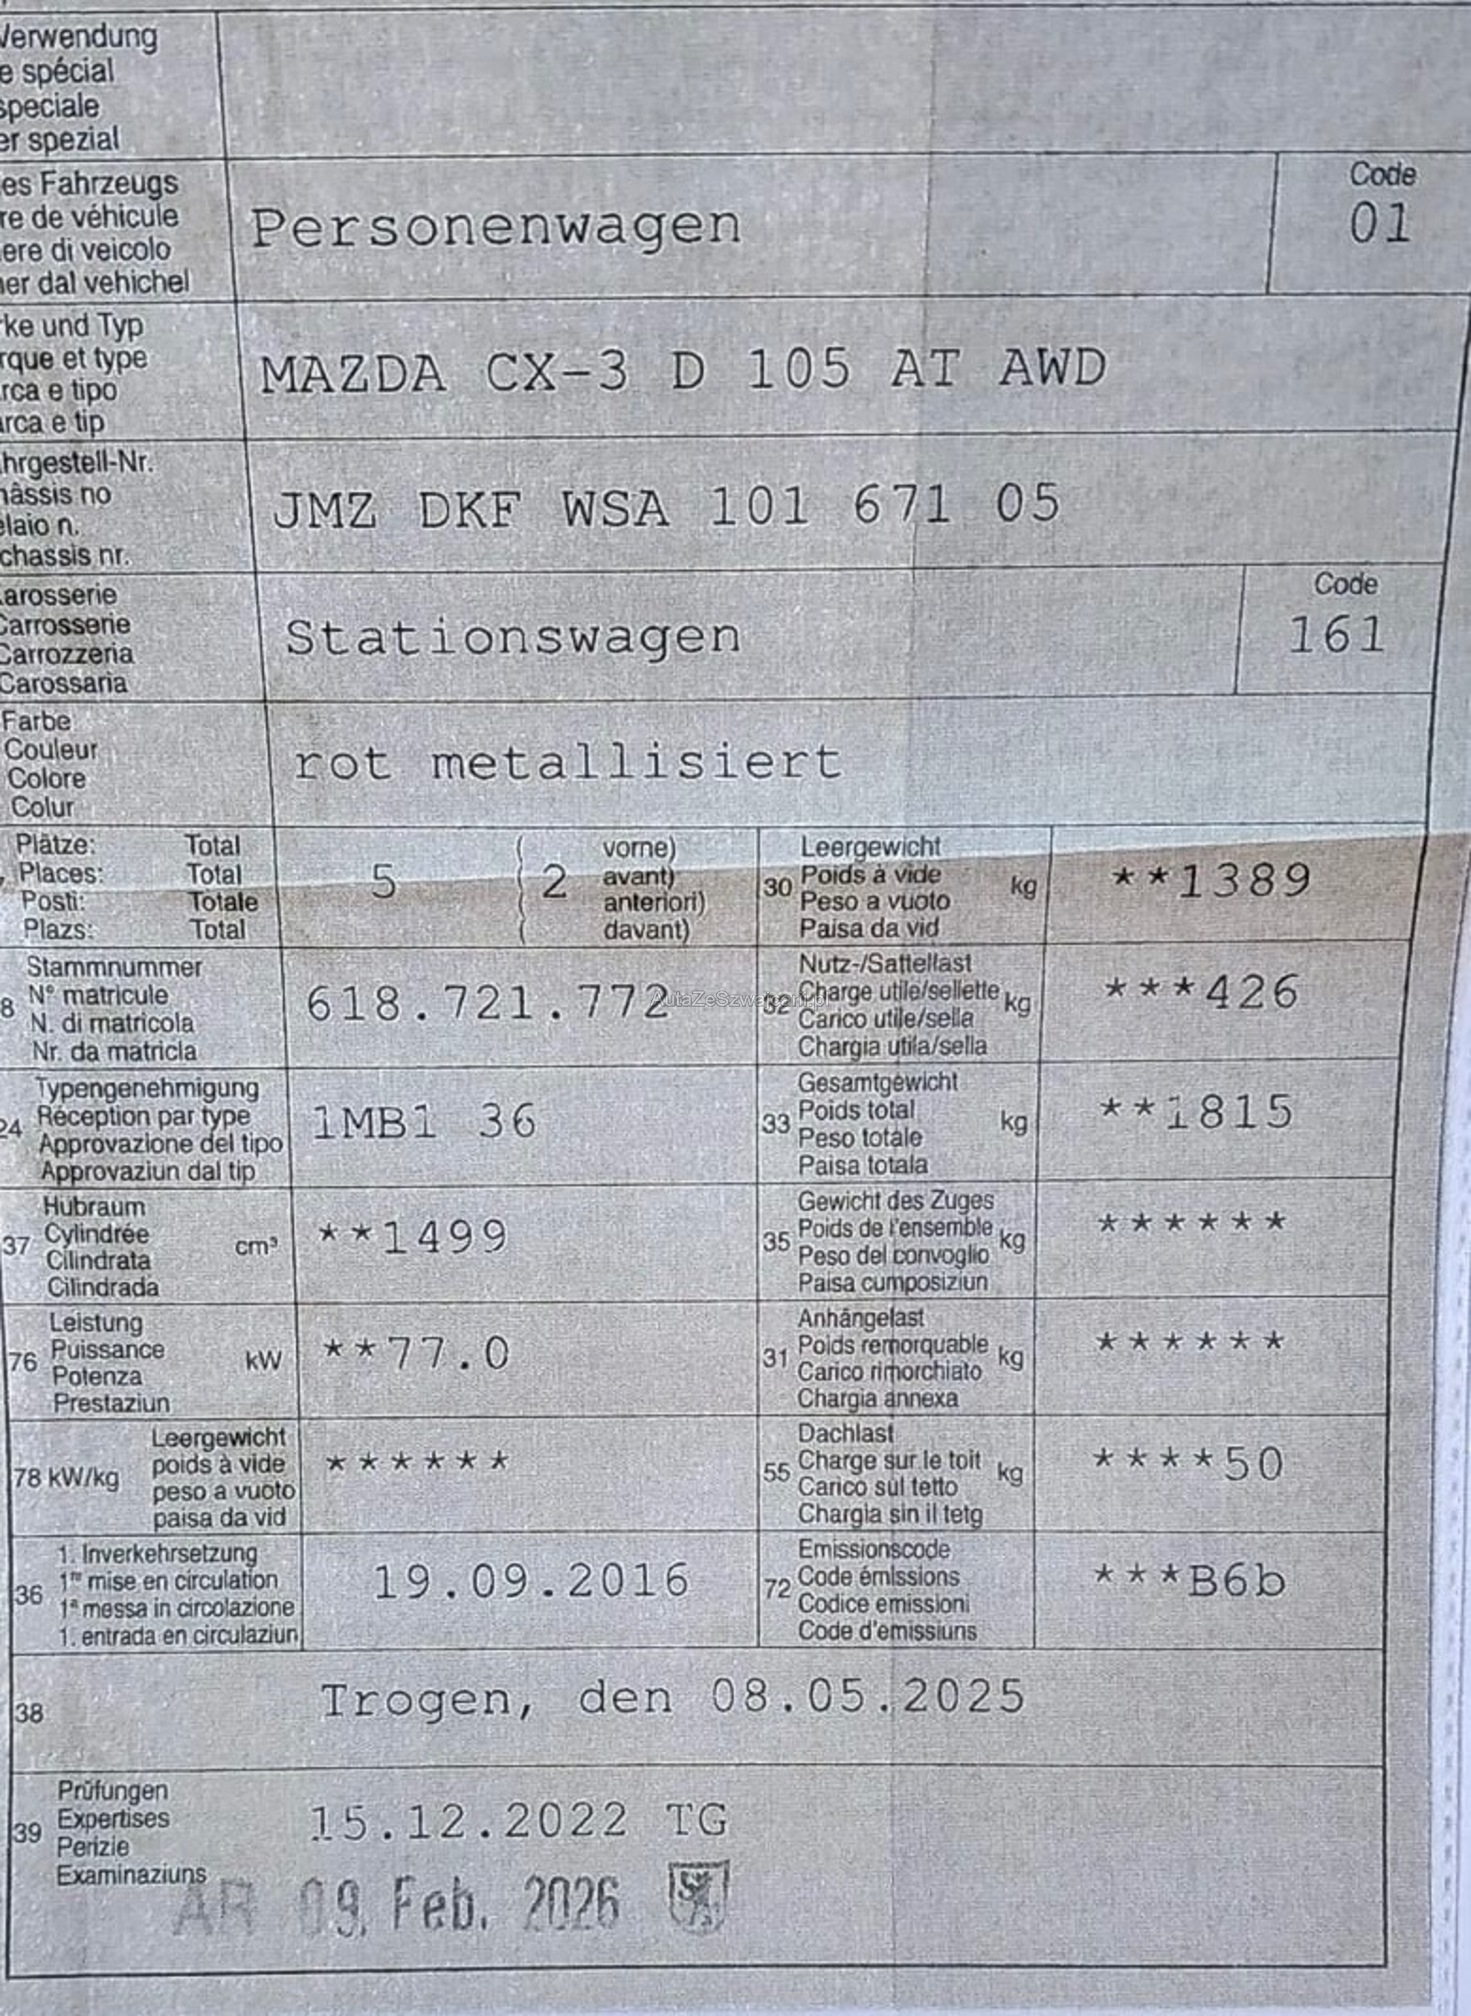 Verwendung
e spécial
speciale
er spezial
es Fahrzeugs
re de véhicule
ere di veicolo
er dal vehichel
Personenwagen
Code
01
ke und Typ
rque et type
rca e tipo
arca e tip
MAZDA CX-3 D 105 AT AWD
hrgestell-Nr.
hâssis no
elaio n.
chassis nr.
JMZ DKF WSA 101 671 05
Karosserie
Carrosserie
Carrozzeria
Carossaria
Stationswagen
Code
161
Farbe
Couleur
Colore
Colur
rot metallisiert
Plätze: Total
Places: Total
Posti: Totale
Plazs: Total
5 ( 2 vorne)
avant)
anteriori)
davant)
30 Leergewicht
Poids à vide
Peso a vuoto
Paisa da vid
kg
**1389
8 Stammnummer
N° matricule
N. di matricola
Nr. da matricla
618.721.772
AutaZeSzwajcarii.pl
32 Nutz-/Sattellast
Charge utile/sellette
Carico utile/sella
Chargia utila/sella
kg
***426
24 Typengenehmigung
Réception par type
Approvazione del tipo
Approvaziun dal tip
1MB1 36
33 Gesamtgewicht
Poids total
Peso totale
Paisa totala
kg
**1815
37 Hubraum
Cylindrée
Cilindrata
Cilindrada
cm³
**1499
35 Gewicht des Zuges
Poids de l'ensemble
Peso del convoglio
Paisa cumposiziun
kg
******
76 Leistung
Puissance
Potenza
Prestaziun
kW
**77.0
31 Anhängelast
Poids remorquable
Carico rimorchiato
Chargia annexa
kg
******
78 kW/kg
Leergewicht
poids à vide
peso a vuoto
paisa da vid
******
55 Dachlast
Charge sur le toit
Carico sul tetto
Chargia sin il tetg
kg
****50
36 1. Inverkehrsetzung
1re mise en circulation
1ª messa in circolazione
1. entrada en circulaziun
19.09.2016
72 Emissionscode
Code émissions
Codice emissioni
Code d'emissiuns
***B6b
38
Trogen, den 08.05.2025
39 Prüfungen
Expertises
Perizie
Examinaziuns
15.12.2022 TG
AR 09. Feb. 2026